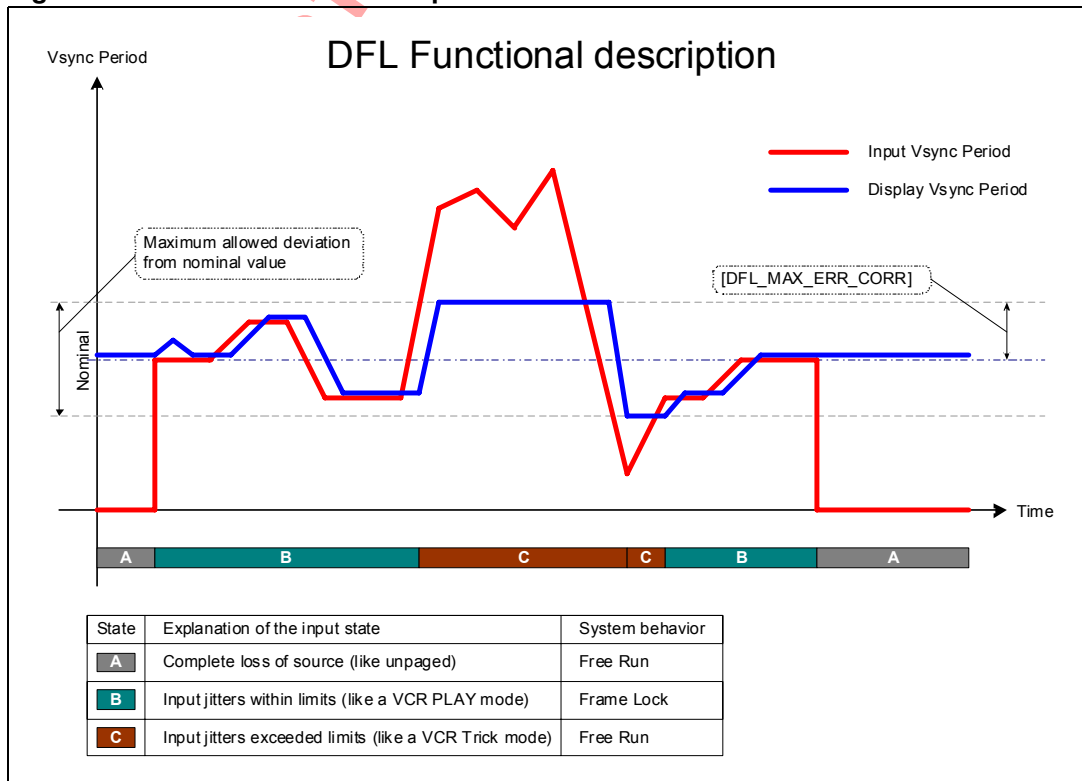 DFL Functional description
Vsync Period
Input Vsync Period
Display Vsync Period
Maximum allowed deviation
from nominal value
[DFL_MAX_ERR_CORR]
Nominal
Time
A B C C B A
State Explanation of the input state System behavior
A Complete loss of source (like unpaged) Free Run
B Input jitters within limits (like a VCR PLAY mode) Frame Lock
C Input jitters exceeded limits (like a VCR Trick mode) Free Run